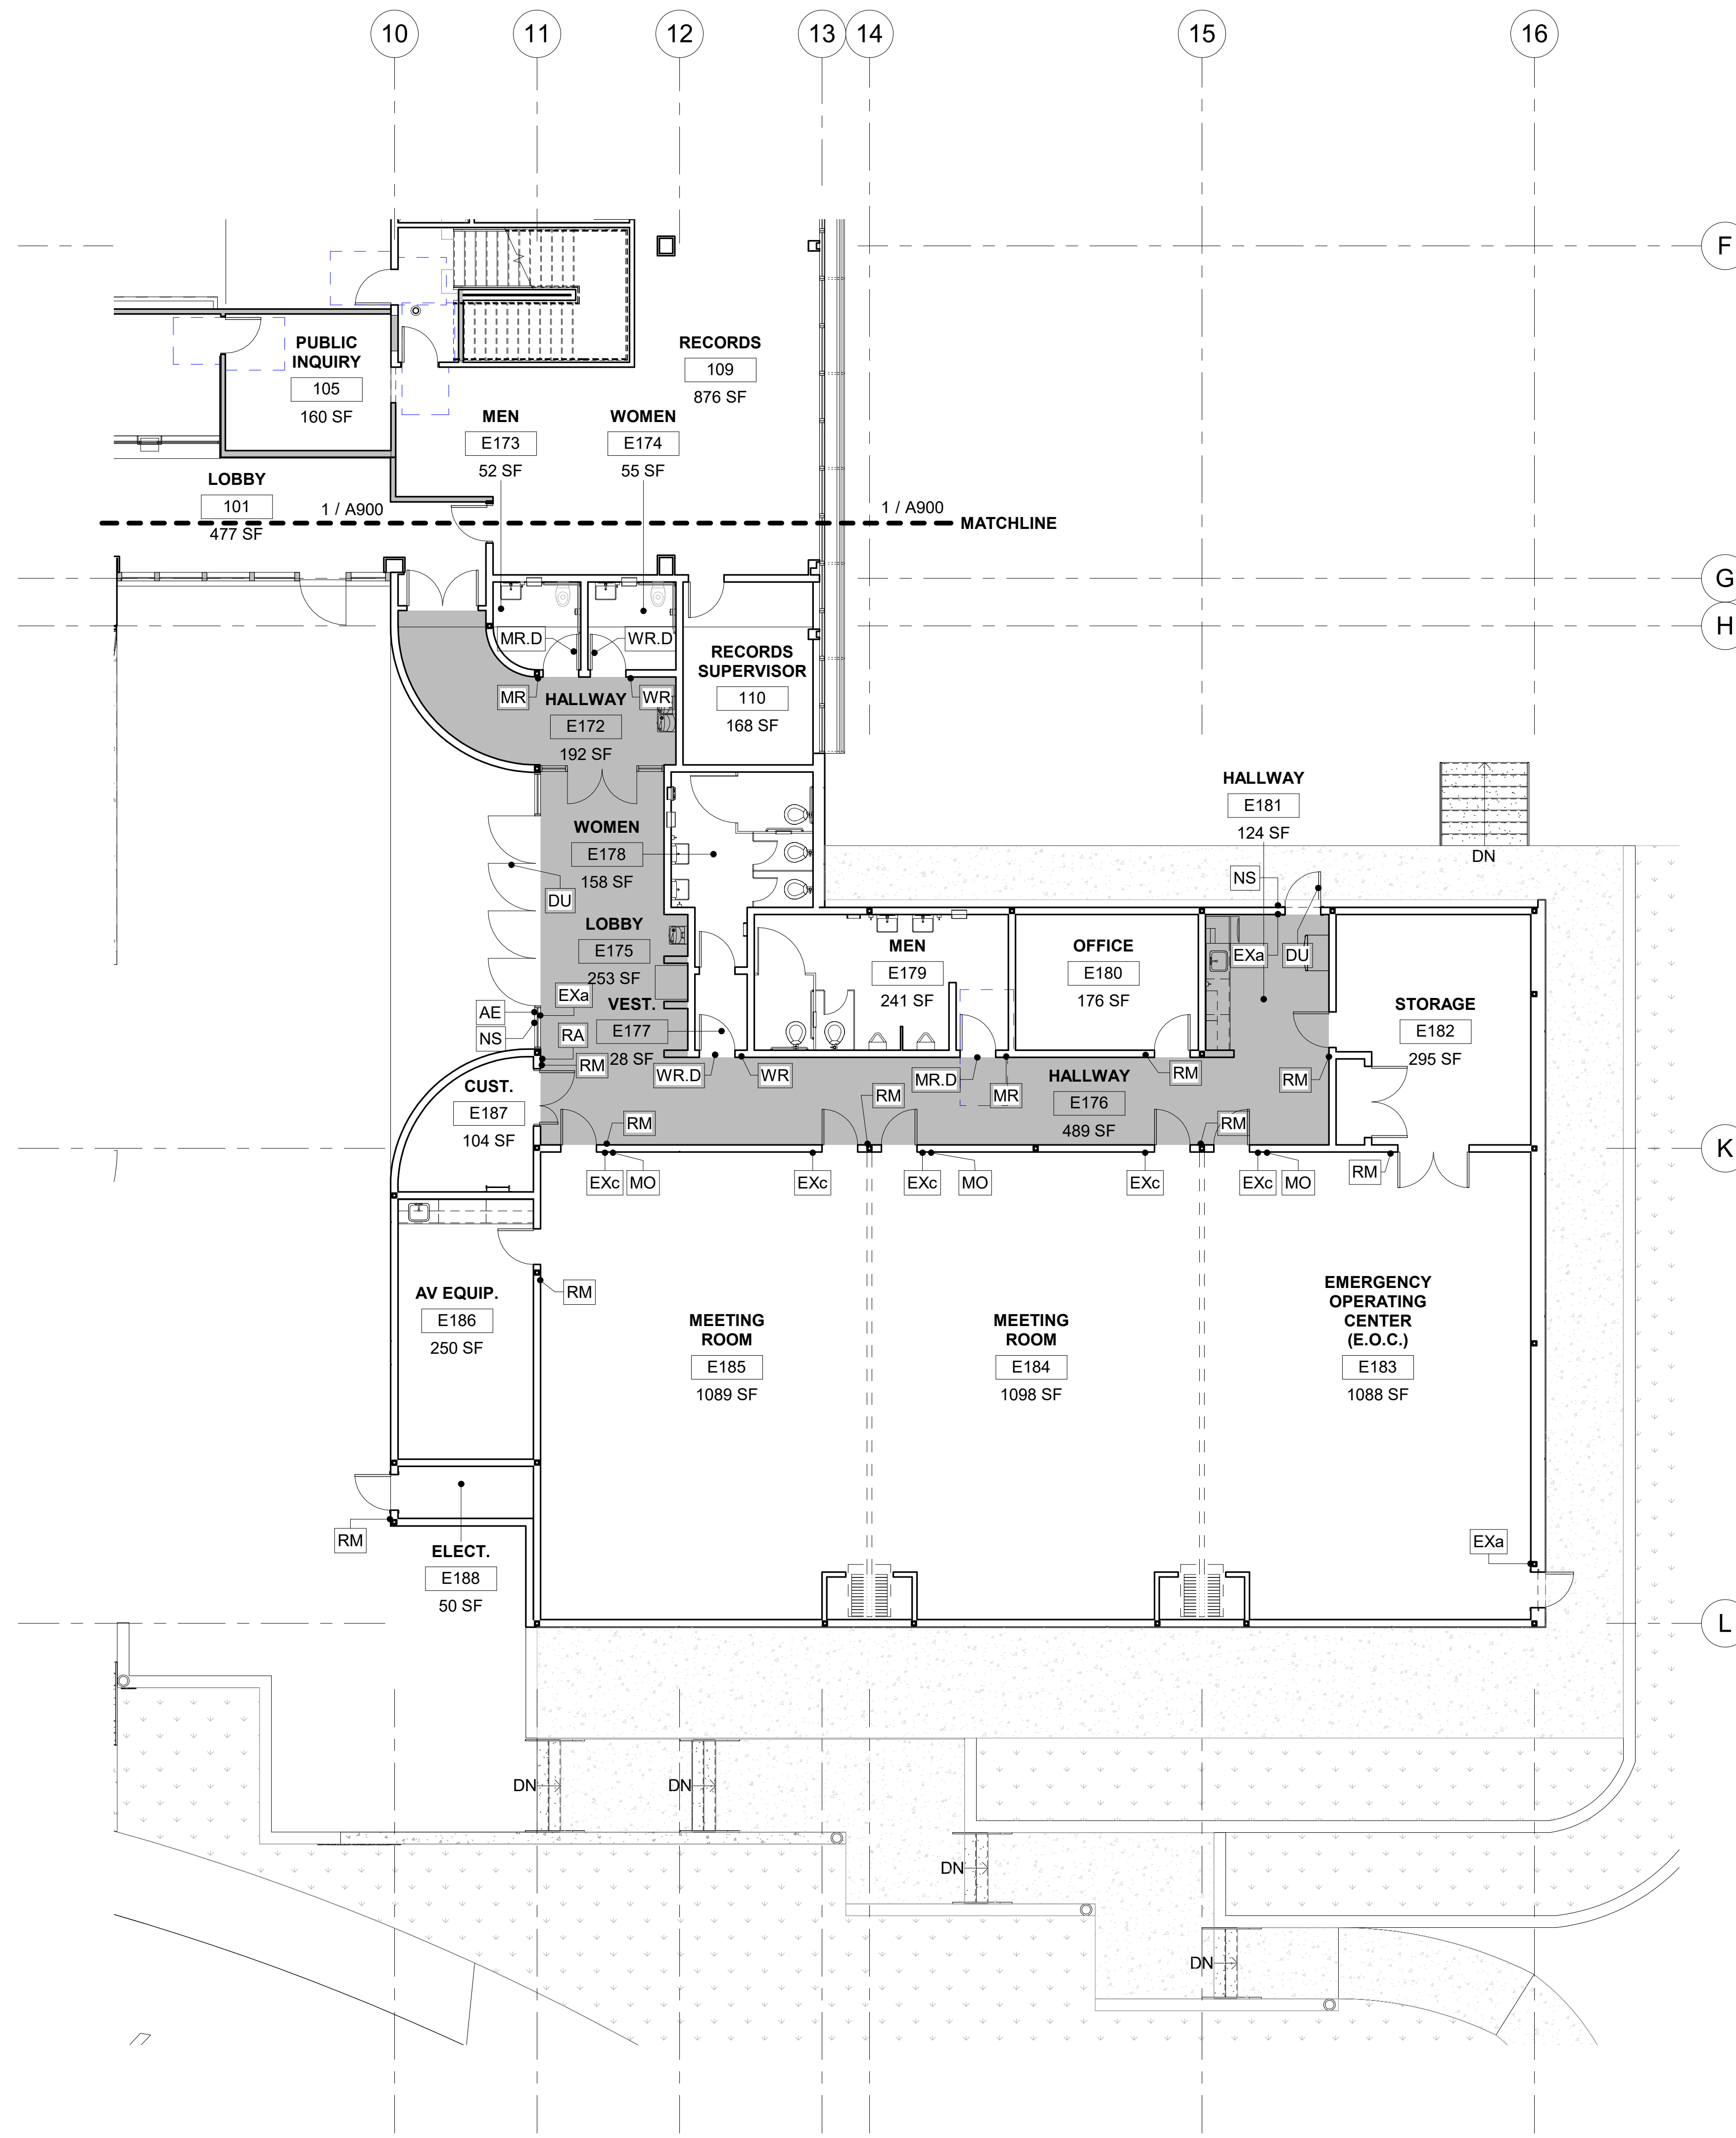 10
11
12
13
14
15
16
F
PUBLIC
INQUIRY
105
160 SF
RECORDS
109
876 SF
MEN
E173
52 SF
WOMEN
E174
55 SF
LOBBY
101
477 SF
1 / A900
1 / A900
MATCHLINE
G
H
MR.D
WR.D
RECORDS
SUPERVISOR
110
168 SF
MR
HALLWAY
E172
192 SF
WR
HALLWAY
E181
124 SF
DN
WOMEN
E178
158 SF
NS
DU
LOBBY
E175
253 SF
MEN
E179
241 SF
OFFICE
E180
176 SF
EXa
DU
EXa
AE
NS
VEST.
E177
28 SF
STORAGE
E182
295 SF
RA
RM
WR.D
WR
MR.D
MR
HALLWAY
E176
489 SF
RM
RM
CUST.
E187
104 SF
RM
RM
RM
K
EXc
MO
EXc
EXc
MO
EXc
EXc
MO
RM
AV EQUIP.
E186
250 SF
RM
MEETING
ROOM
E185
1089 SF
MEETING
ROOM
E184
1098 SF
EMERGENCY
OPERATING
CENTER
(E.O.C.)
E183
1088 SF
RM
ELECT.
E188
50 SF
EXa
L
DN
DN
DN
DN